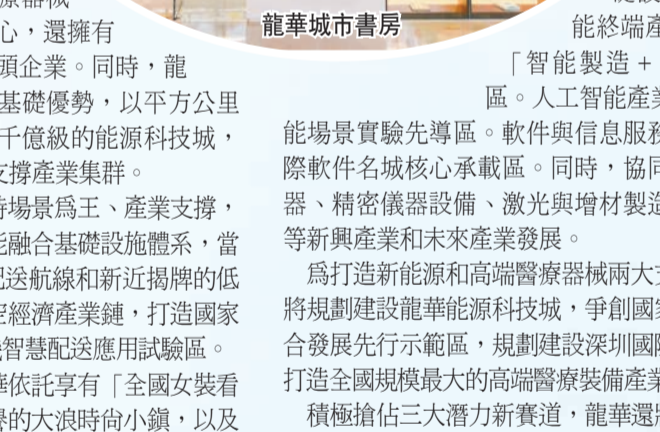 龍華城市書房
療器械
心，還擁有
頭企業。同時，龍
基礎優勢，以平方公里
千億級的能源科技城，
支撐產業集群。
持場景爲王、產業支撐，
能融合基礎設施體系，當
配送航線和新近揭牌的低
空經濟產業鏈，打造國家
智慧配送應用試驗區。
華依託享有「全國女裝看
譽的大浪時尚小鎮，以及
能終端產
「智能製造＋
區。人工智能產業
能場景實驗先導區。軟件與信息服務
際軟件名城核心承載區。同時，協同
器、精密儀器設備、激光與增材製造
等新興產業和未來產業發展。
爲打造新能源和高端醫療器械兩大支
將規劃建設龍華能源科技城，爭創國家
合發展先行示範區，規劃建設深圳國際
打造全國規模最大的高端醫療裝備產業
積極搶佔三大潛力新賽道，龍華還將